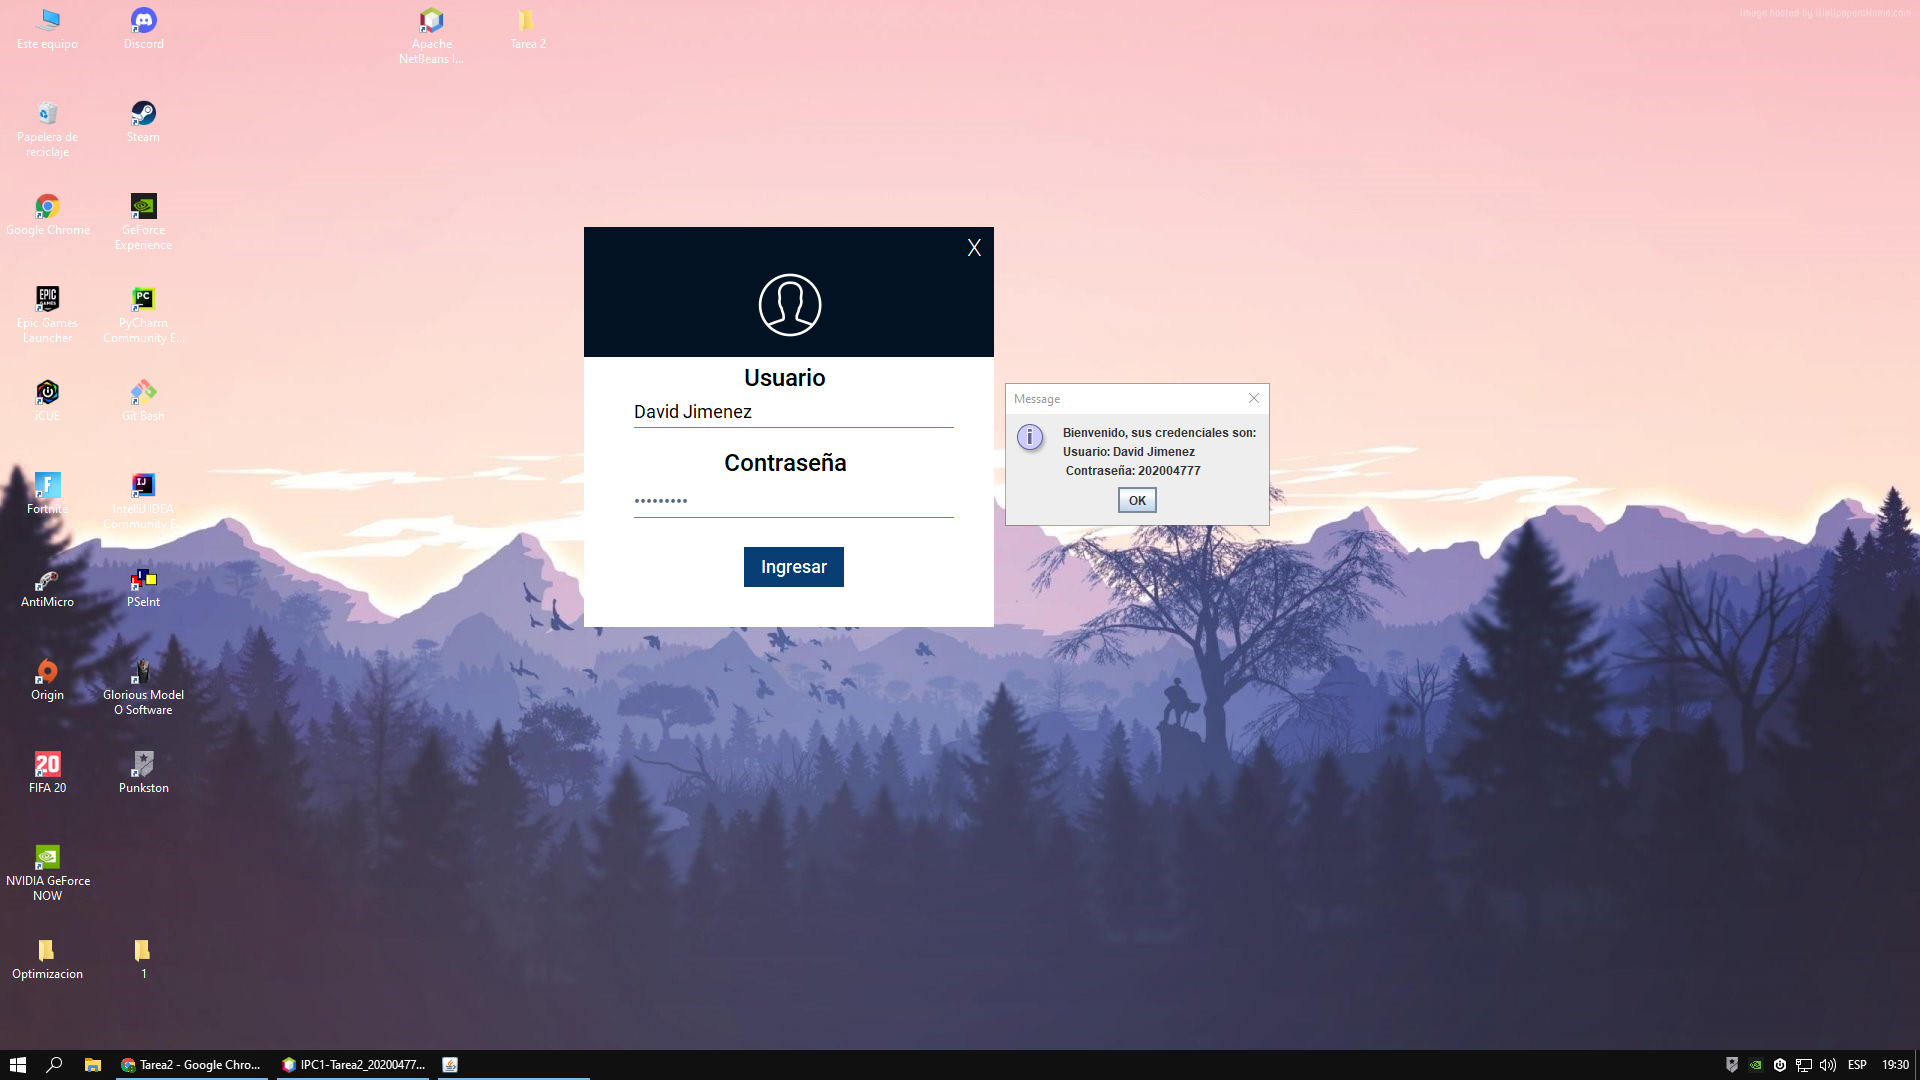 Image hosted by WallpapersHome.com
Este equipo
Discord
Apache
NetBeans I...
Tarea 2
Papelera de
reciclaje
Steam
Google Chrome
GeForce
Experience
Epic Games
Launcher
PyCharm
Community E...
iCUE
Git Bash
Fortnite
IntelliJ IDEA
Community E...
AntiMicro
PSeInt
Origin
Glorious Model
O Software
FIFA 20
Punkston
NVIDIA GeForce
NOW
Optimizacion
1
X
Usuario
David Jimenez
Contraseña
•••••••••
Ingresar
Message
Bienvenido, sus credenciales son:
Usuario: David Jimenez
Contraseña: 202004777
OK
Tarea2 - Google Chro...
IPC1-Tarea2_20200477...
ESP
19:30